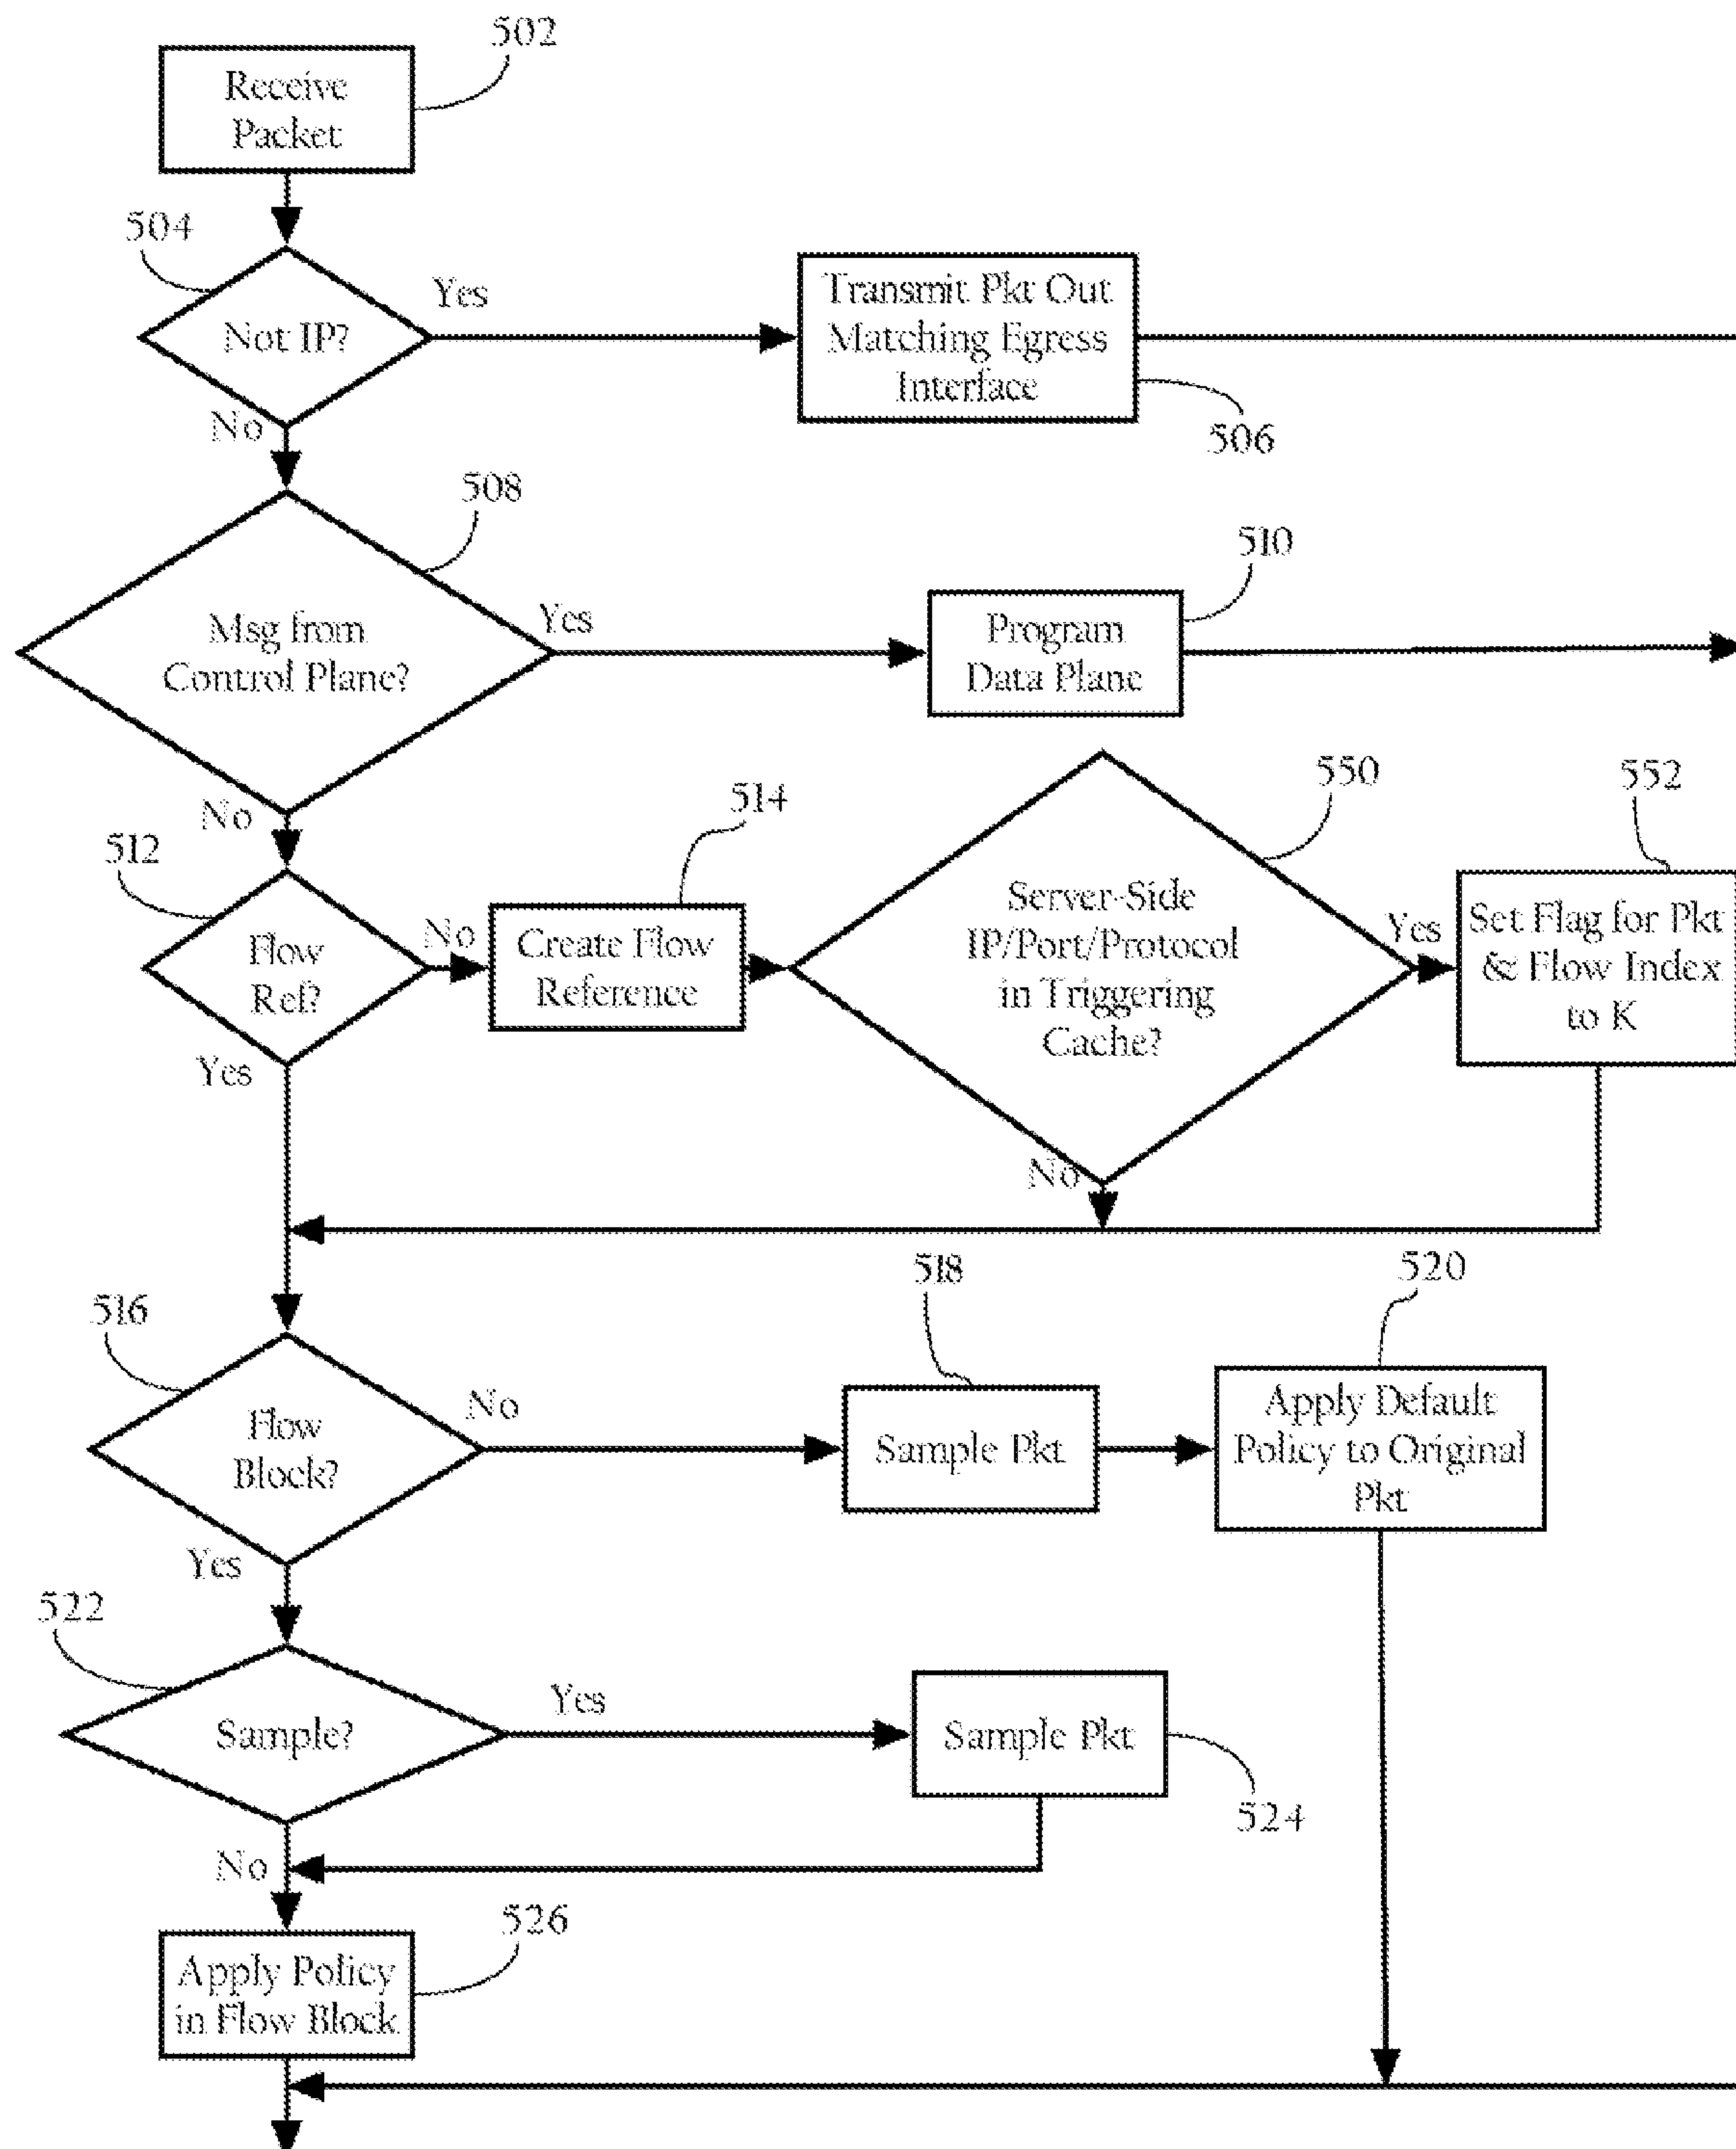 502
Receive
Packet
504
Not IP?
Yes
No
Transmit Pkt Out
Matching Egress
Interface
506
508
Msg from
Control Plane?
Yes
No
510
Program
Data Plane
512
Flow
Ref?
No
Yes
514
Create Flow
Reference
550
Server-Side
IP/Port/Protocol
in Triggering
Cache?
Yes
No
552
Set Flag for Pkt
& Flow Index
to K
516
Flow
Block?
No
Yes
518
Sample Pkt
520
Apply Default
Policy to Original
Pkt
522
Sample?
Yes
No
Sample Pkt
524
526
Apply Policy
in Flow Block